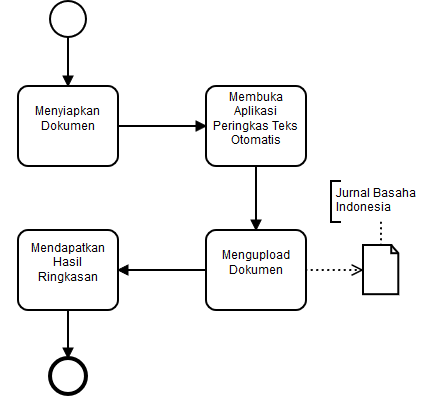 Menyiapkan
Dokumen
Membuka
Aplikasi
Peringkas Teks
Otomatis
Jurnal Basaha
Indonesia
Mengupload
Dokumen
Mendapatkan
Hasil
Ringkasan